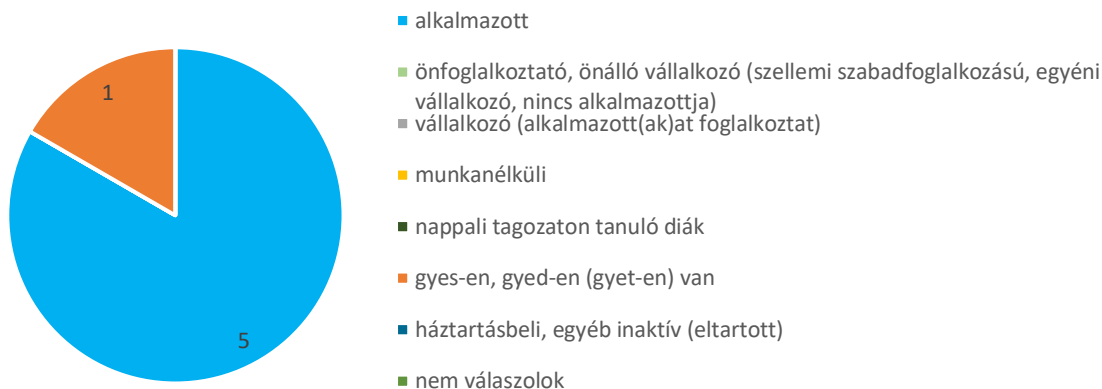 alkalmazott
önfoglalkoztató, önálló vállalkozó (szellemi szabadfoglalkozású, egyéni
vállalkozó, nincs alkalmazottja)
vállalkozó (alkalmazott(ak)at foglalkoztat)
munkanélküli
nappali tagozaton tanuló diák
gyes-en, gyed-en (gyet-en) van
háztartásbeli, egyéb inaktív (eltartott)
nem válaszolok
1
5